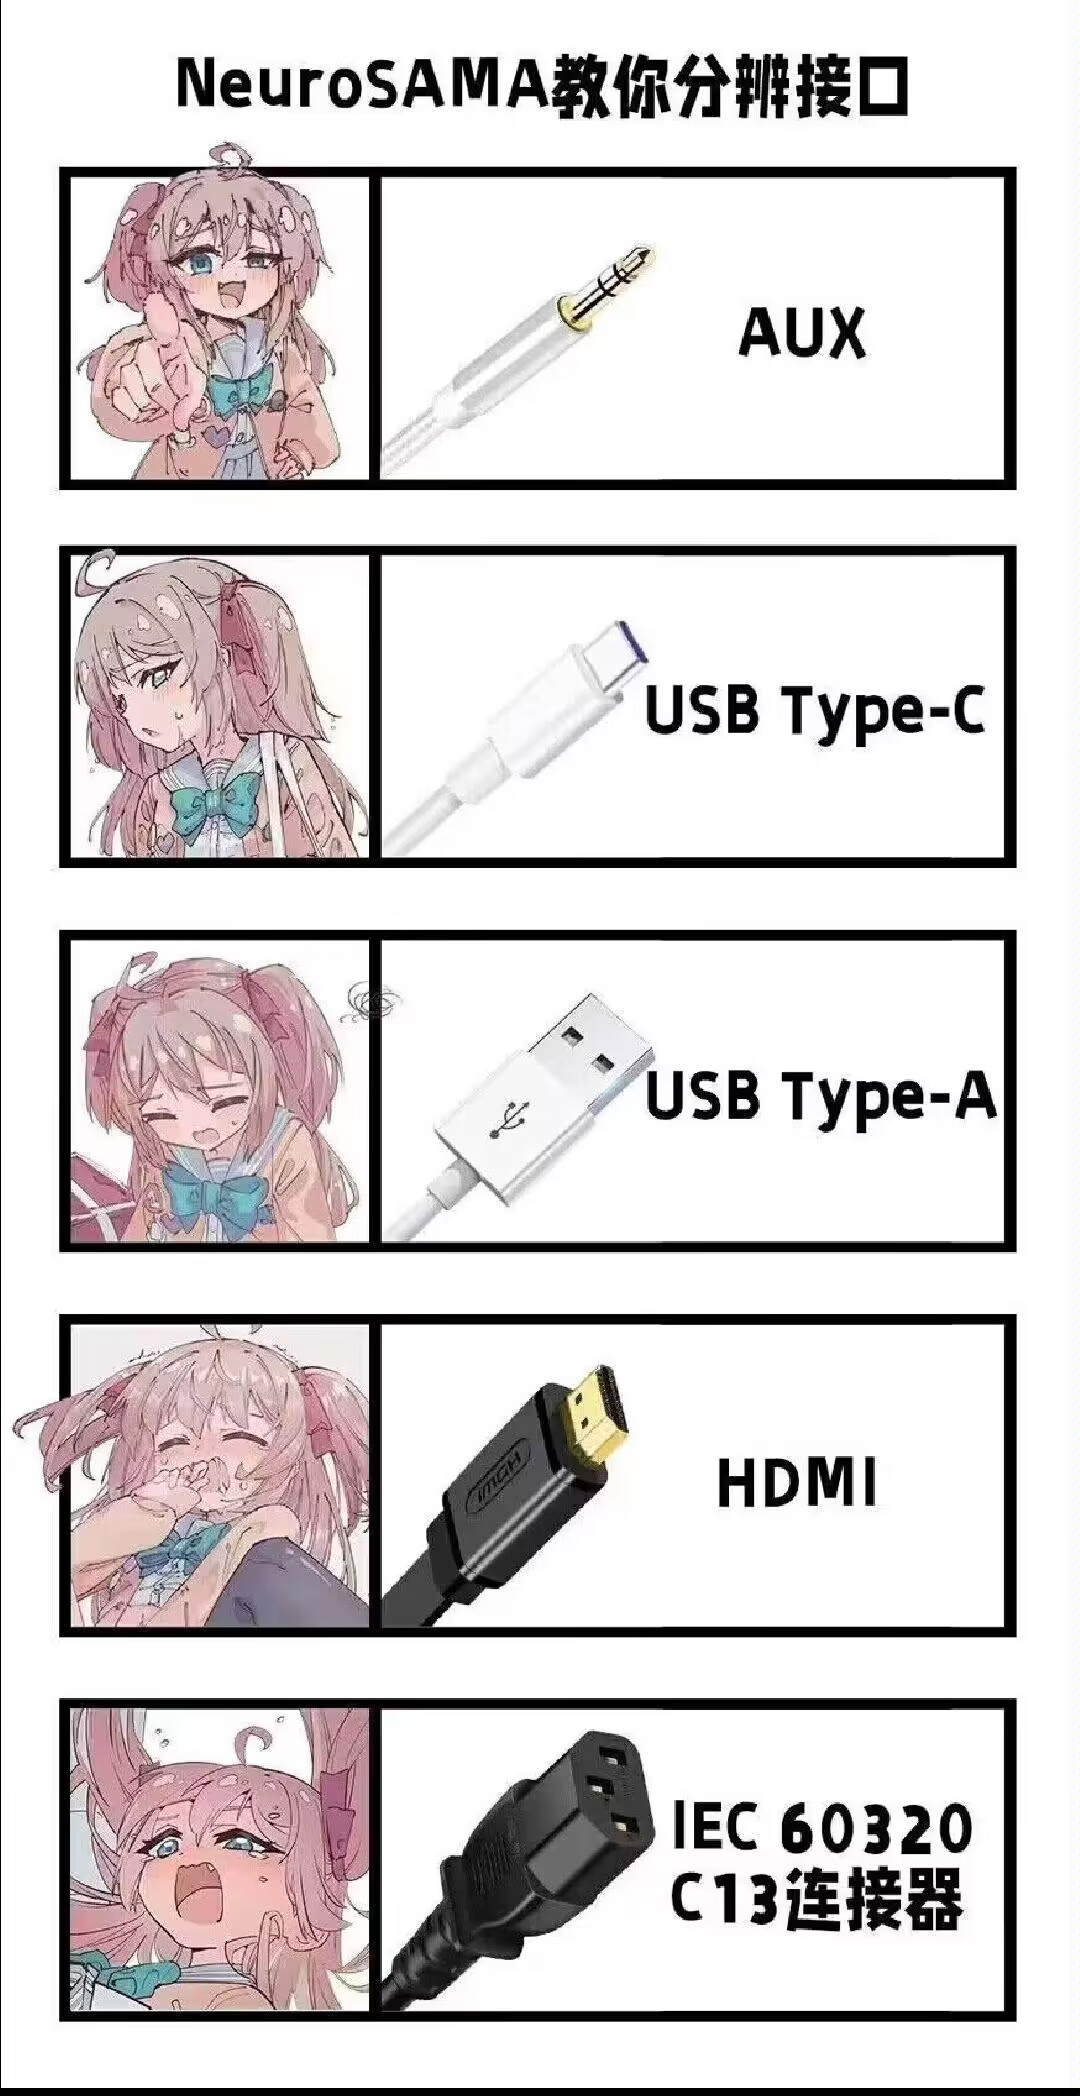 NeuroSAMA教你分辨接口
AUX
USB Type-C
USB Type-A
HDMI
HDMI
IEC 60320
C13连接器